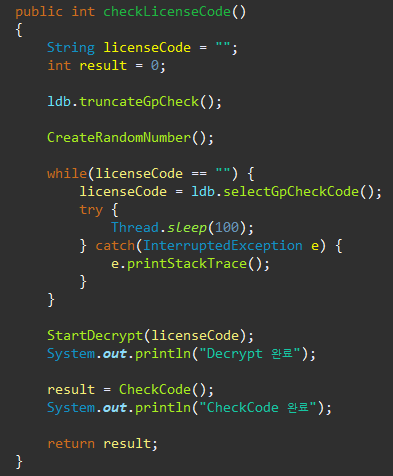 public int checkLicenseCode()
{
    String licenseCode = "";
    int result = 0;

    ldb.truncateGpCheck();

    CreateRandomNumber();

    while(licenseCode == "") {
        licenseCode = ldb.selectGpCheckCode();
        try {
            Thread.sleep(100);
        } catch(InterruptedException e) {
            e.printStackTrace();
        }
    }

    StartDecrypt(licenseCode);
    System.out.println("Decrypt 완료");

    result = CheckCode();
    System.out.println("CheckCode 완료");

    return result;
}